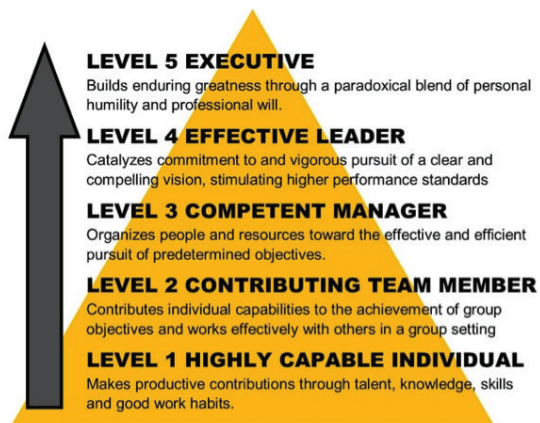 LEVEL 5 EXECUTIVE
Builds enduring greatness through a paradoxical blend of personal
humility and professional will.
LEVEL 4 EFFECTIVE LEADER
Catalyzes commitment to and vigorous pursuit of a clear and
compelling vision, stimulating higher performance standards
LEVEL 3 COMPETENT MANAGER
Organizes people and resources toward the effective and efficient
pursuit of predetermined objectives.
LEVEL 2 CONTRIBUTING TEAM MEMBER
Contributes individual capabilities to the achievement of group
objectives and works effectively with others in a group setting
LEVEL 1 HIGHLY CAPABLE INDIVIDUAL
Makes productive contributions through talent, knowledge, skills
and good work habits.